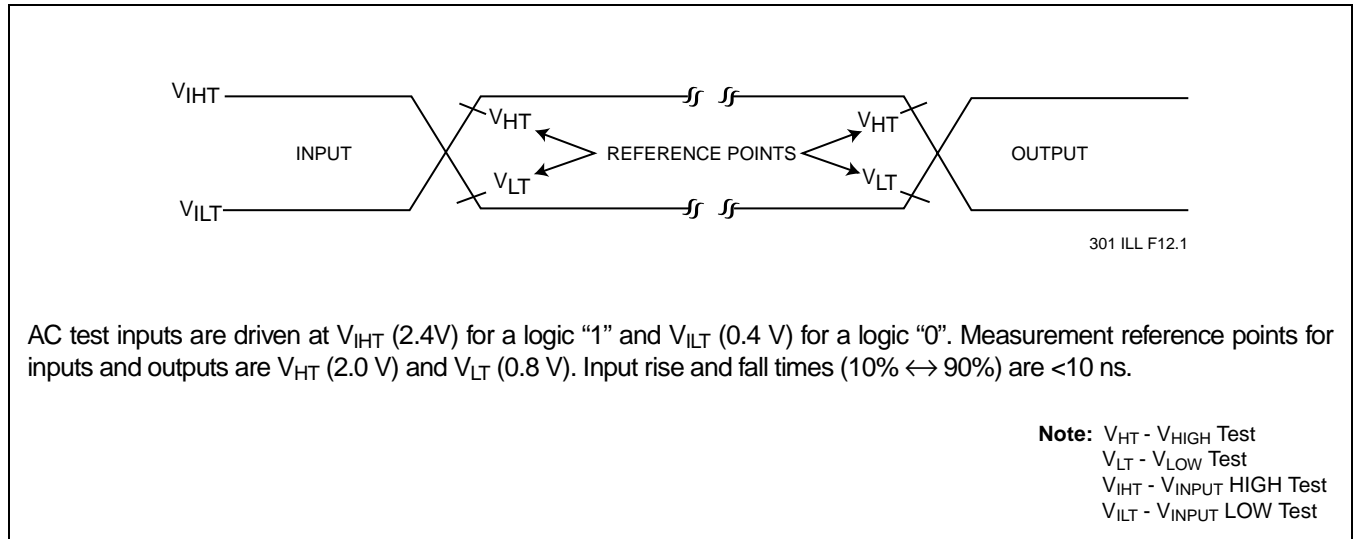 VIHT
VHT
VHT
INPUT
REFERENCE POINTS
OUTPUT
VLT
VLT
VILT
301 ILL F12.1
AC test inputs are driven at VIHT (2.4V) for a logic “1” and VILT (0.4 V) for a logic “0”. Measurement reference points for
inputs and outputs are VHT (2.0 V) and VLT (0.8 V). Input rise and fall times (10% ↔ 90%) are <10 ns.
Note: VHT - VHIGH Test
VLT - VLOW Test
VIHT - VINPUT HIGH Test
VILT - VINPUT LOW Test